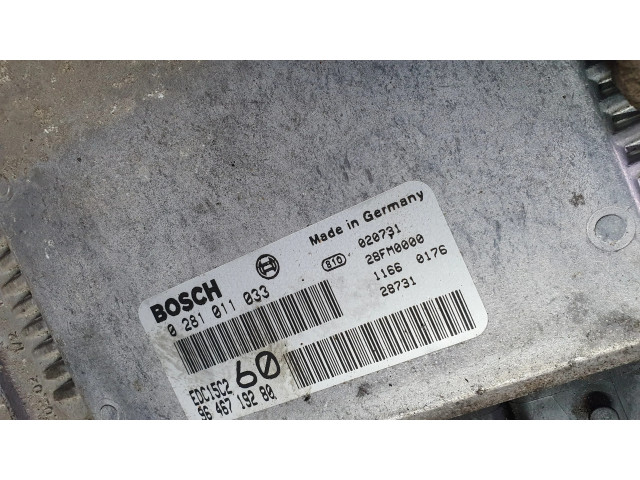 Made in Germany
BOSCH
0 281 011 033
E10
020731
28FM0000
1166 0176
28731
EDC15C2
60
96 467 192 80